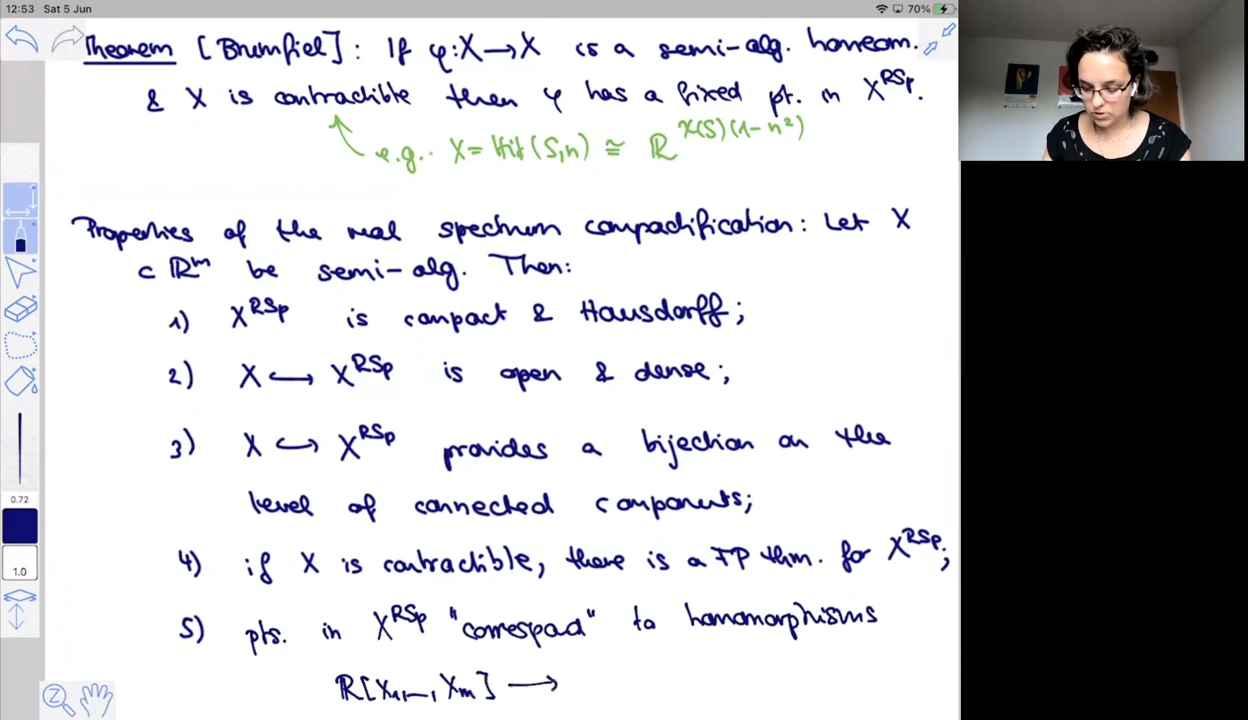 12:53 Sat 5 Jun 70%
Theorem [Brumfiel]: If φ: X → X is a semi-alg. homeom.
& X is contractible then φ has a fixed pt. in X^RSp.
e.g. X = Hit(S,n) ≅ ℝ^χ(S)(1-n²)
Properties of the real spectrum compactification: Let X
⊂ ℝ^m be semi-alg. Then:
1) X^RSp is compact & Hausdorff;
2) X ↪ X^RSp is open & dense;
3) X ↪ X^RSp provides a bijection on the
level of connected components;
4) if X is contractible, there is a FP thm. for X^RSp;
5) pts. in X^RSp "correspond" to homomorphisms
ℝ[X₁,–, Xₘ] ⟶
0.72
1.0
Z